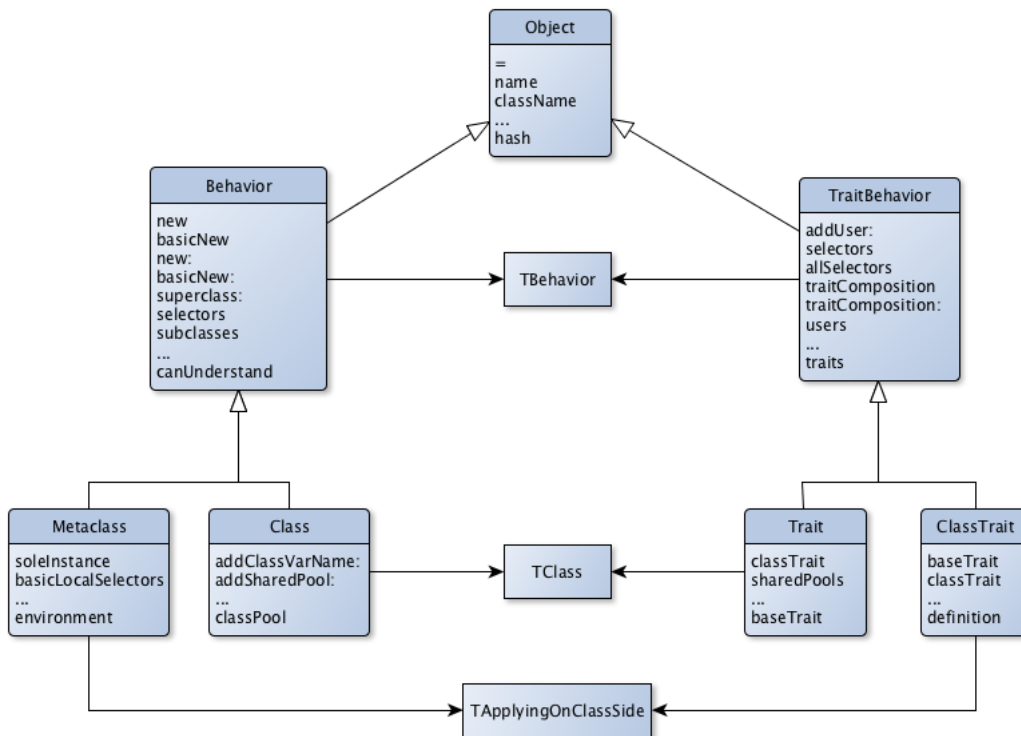 Object
=
name
className
...
hash
Behavior
new
basicNew
new:
basicNew:
superclass:
selectors
subclasses
...
canUnderstand
TBehavior
TraitBehavior
addUser:
selectors
allSelectors
traitComposition
traitComposition:
users
...
traits
Metaclass
soleInstance
basicLocalSelectors
...
environment
Class
addClassVarName:
addSharedPool:
...
classPool
TClass
Trait
classTrait
sharedPools
...
baseTrait
ClassTrait
baseTrait
classTrait
...
definition
TApplyingOnClassSide